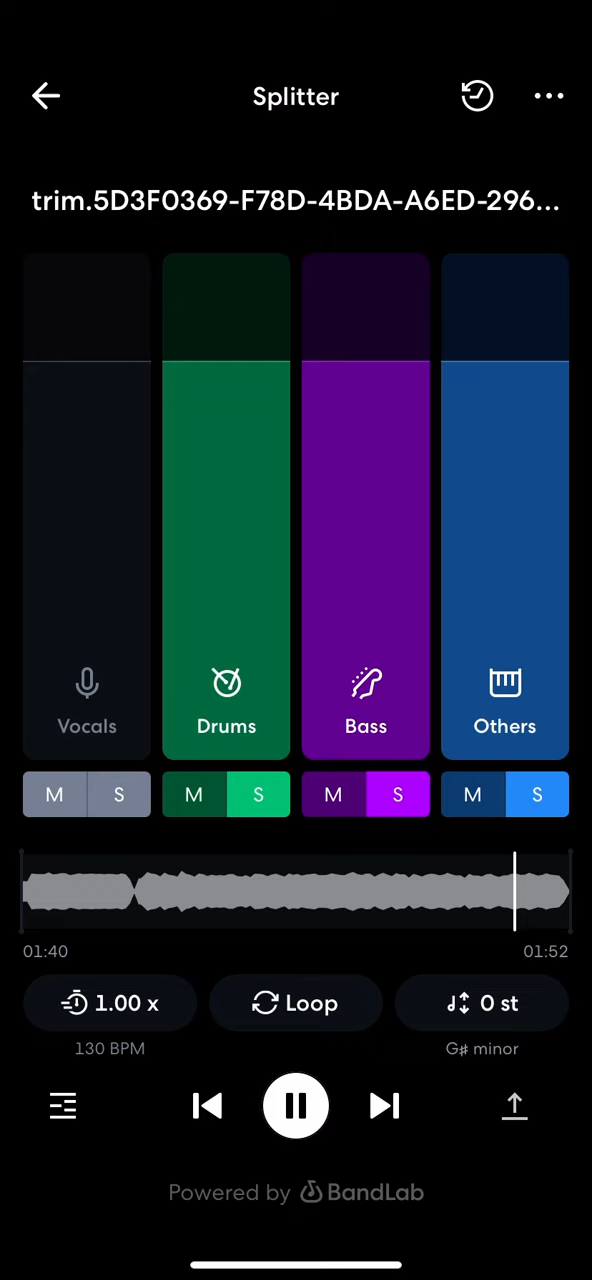 Splitter
trim.5D3F0369-F78D-4BDA-A6ED-296...
Vocals Drums Bass Others
M S M S M S M S
01:40 01:52
1.00 x Loop 0 st
130 BPM G♯ minor
Powered by BandLab